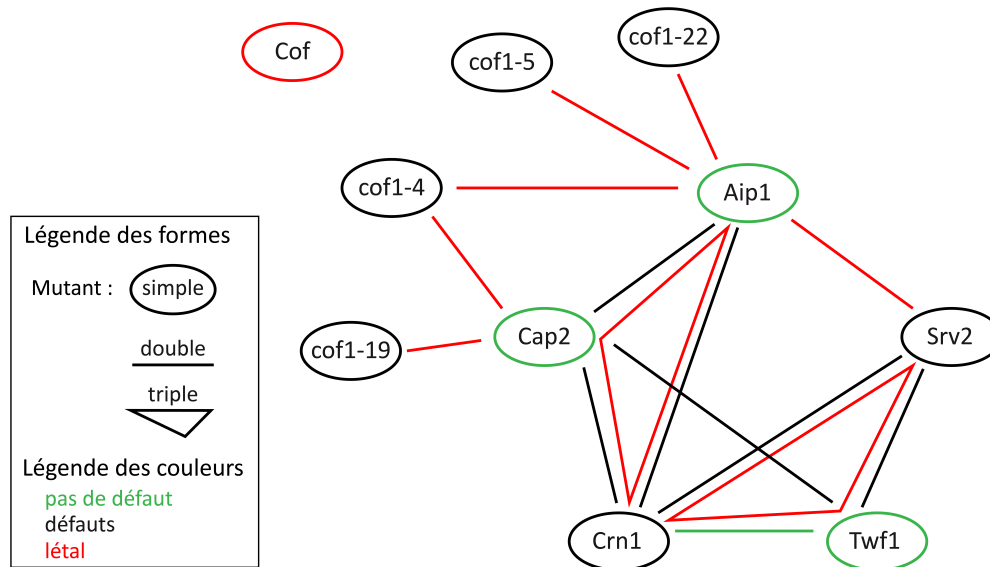 Cof
cof1-5
cof1-22
cof1-4
Aip1
Légende des formes
Mutant :
simple
double
triple
Légende des couleurs
pas de défaut
défauts
létal
cof1-19
Cap2
Srv2
Crn1
Twf1